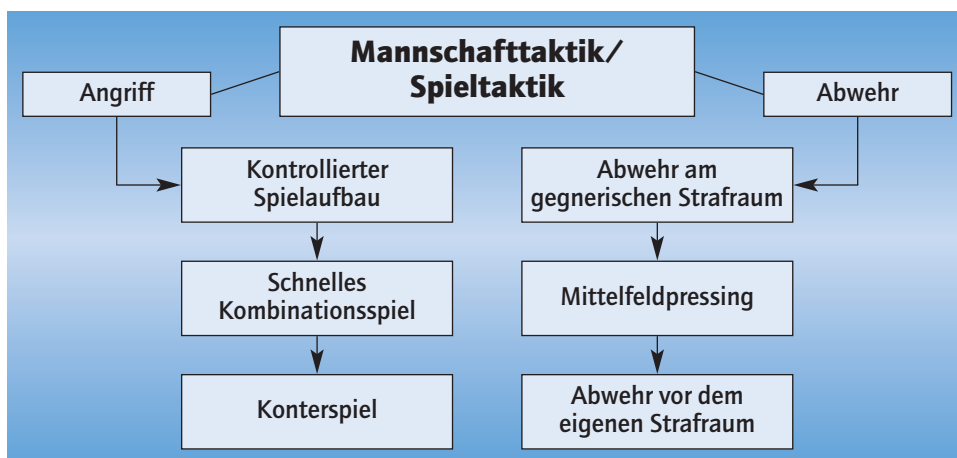 Mannschafttaktik/
Spieltaktik
Angriff
Abwehr
Kontrollierter
Spielaufbau
Abwehr am
gegnerischen Strafraum
Schnelles
Kombinationsspiel
Mittelfeldpressing
Konterspiel
Abwehr vor dem
eigenen Strafraum